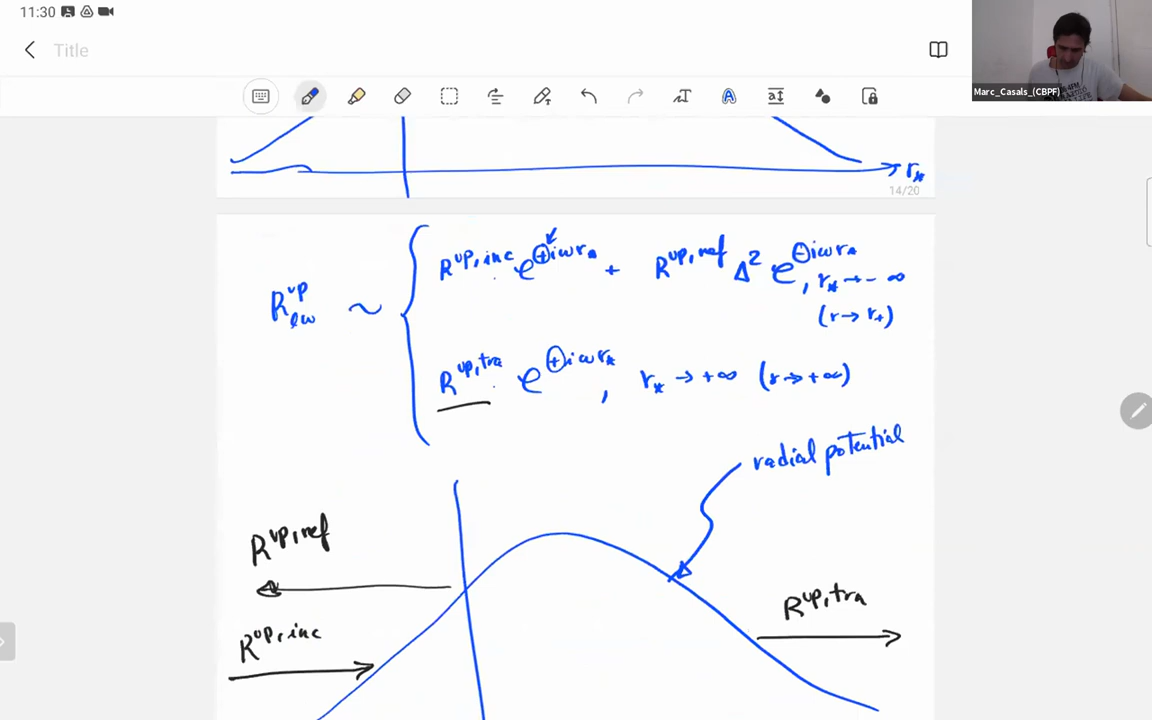 11:30
Title
Marc_Casals_(CBPF)
r*
14/20
R^up_ℓω ~ { R^up,inc e^⊕iωr* + R^up,ref Δ² e^⊖iωr*, r* → -∞
(r → r+)
R^up,tra e^⊕iωr*, r* → +∞ (r → +∞)
radial potential
R^up,ref
R^up,tra
R^up,inc